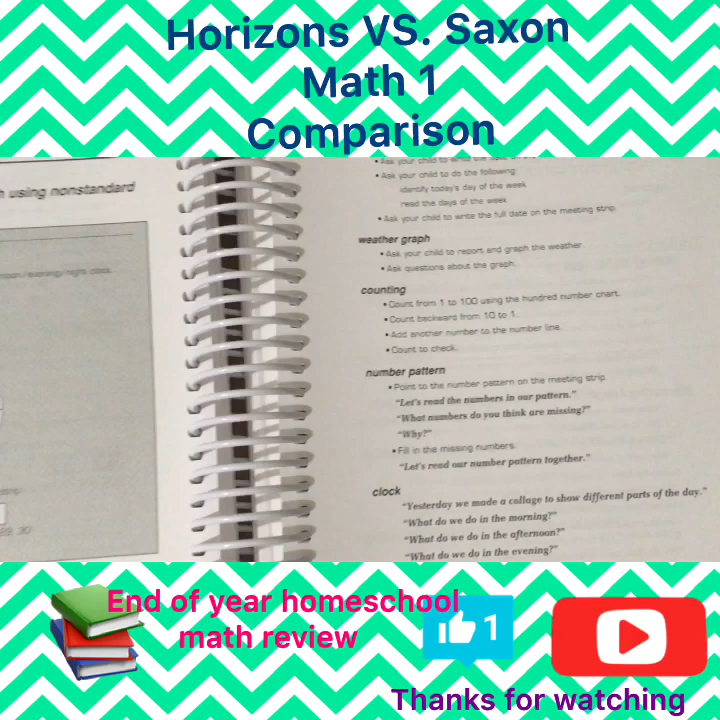 Horizons VS. Saxon
Math 1
Comparison
using nonstandard
• Ask your child to write the
• Ask your child to do the following:
identify today's day of the week
read the days of the week
• Ask your child to write the full date on the meeting strip.
weather graph
• Ask your child to report and graph the weather.
• Ask questions about the graph.
counting
• Count from 1 to 100 using the hundred number chart.
• Count backward from 10 to 1.
• Add another number to the number line.
• Count to check.
number pattern
• Point to the number pattern on the meeting strip.
"Let's read the numbers in our pattern."
"What numbers do you think are missing?"
"Why?"
• Fill in the missing numbers.
"Let's read our number pattern together."
clock
"Yesterday we made a collage to show different parts of the day."
"What do we do in the morning?"
"What do we do in the afternoon?"
"What do we do in the evening?"
End of year homeschool
math review
1
Thanks for watching